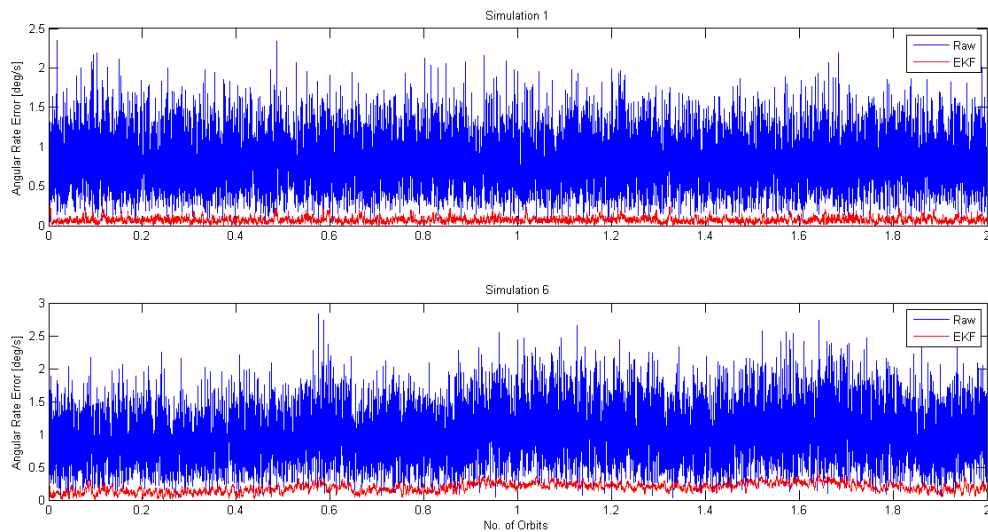 Simulation 1
Angular Rate Error [deg/s]
2.5
2
1.5
1
0.5
0
Raw
EKF
0 0.2 0.4 0.6 0.8 1 1.2 1.4 1.6 1.8 2
Simulation 6
Angular Rate Error [deg/s]
3
2.5
2
1.5
1
0.5
0
Raw
EKF
0 0.2 0.4 0.6 0.8 1 1.2 1.4 1.6 1.8 2
No. of Orbits